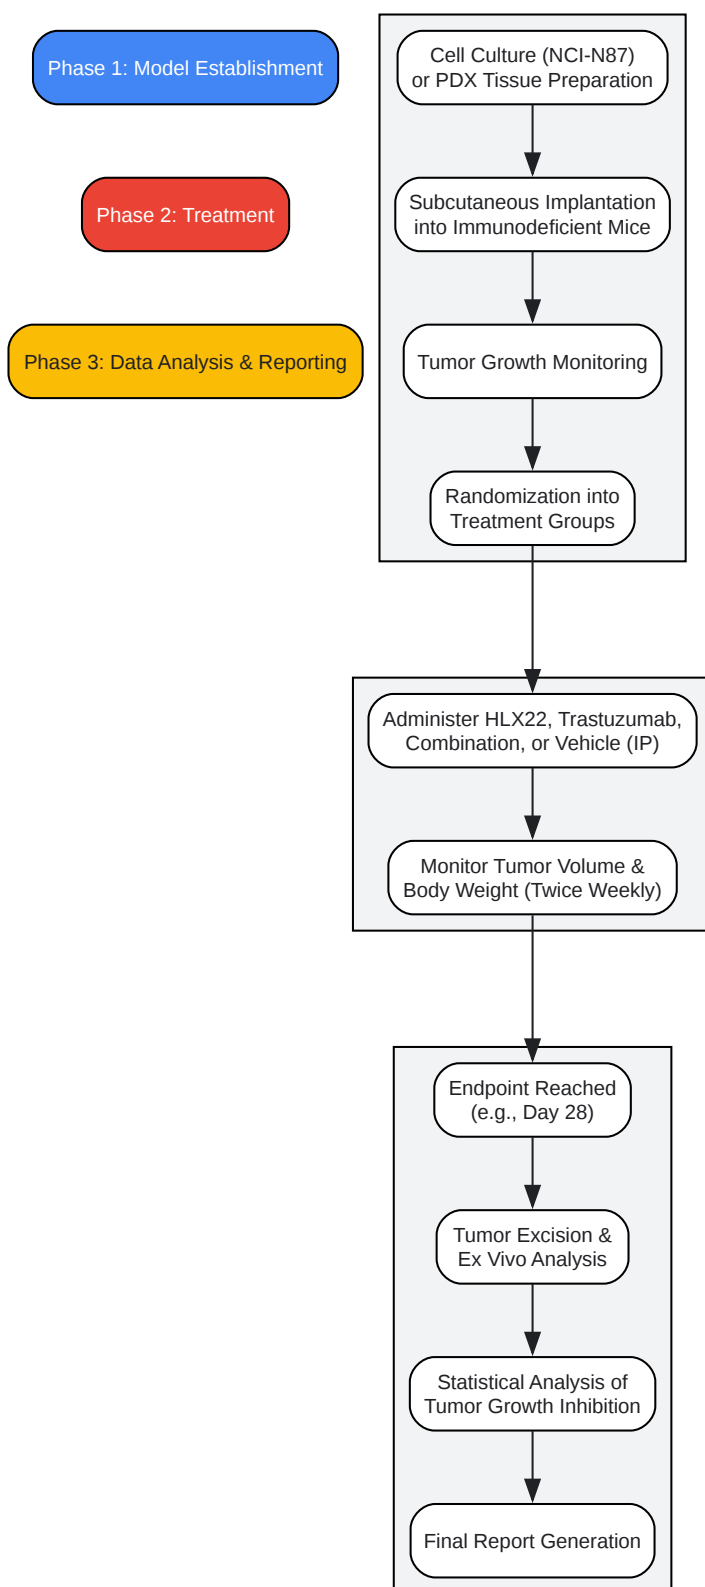 Phase 1: Model Establishment
Cell Culture (NCI-N87)
or PDX Tissue Preparation
Phase 2: Treatment
Subcutaneous Implantation
into Immunodeficient Mice
Phase 3: Data Analysis & Reporting
Tumor Growth Monitoring
Randomization into
Treatment Groups
Administer HLX22, Trastuzumab,
Combination, or Vehicle (IP)
Monitor Tumor Volume &
Body Weight (Twice Weekly)
Endpoint Reached
(e.g., Day 28)
Tumor Excision &
Ex Vivo Analysis
Statistical Analysis of
Tumor Growth Inhibition
Final Report Generation